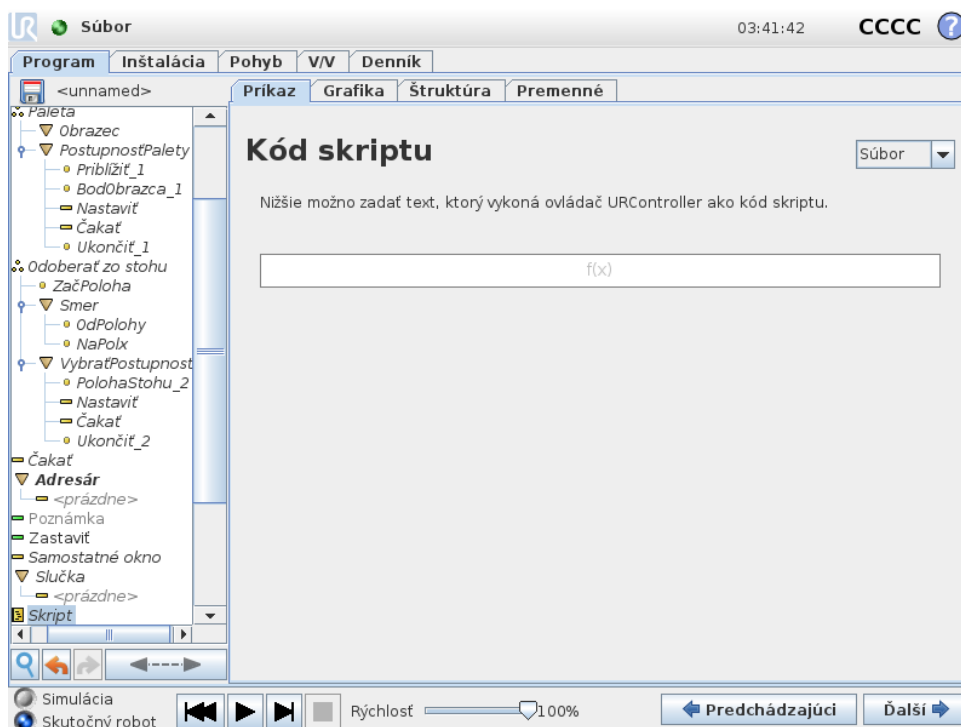 UR Súbor 03:41:42 CCCC ?
Program Inštalácia Pohyb V/V Denník
<unnamed> Príkaz Grafika Štruktúra Premenné
Paleta
Obrazec
PostupnosťPalety
Priblížiť_1
BodObrazca_1
Nastaviť
Čakať
Ukončiť_1
Odoberať zo stohu
ZačPoloha
Smer
OdPolohy
NaPolx
VybraťPostupnost
PolohaStohu_2
Nastaviť
Čakať
Ukončiť_2
Čakať
Adresár
<prázdne>
Poznámka
Zastaviť
Samostatné okno
Slučka
<prázdne>
Skript
Kód skriptu
Súbor
Nižšie možno zadať text, ktorý vykoná ovládač URController ako kód skriptu.
f(x)
Simulácia
Skutočný robot
Rýchlosť 100%
Predchádzajúci Ďalší